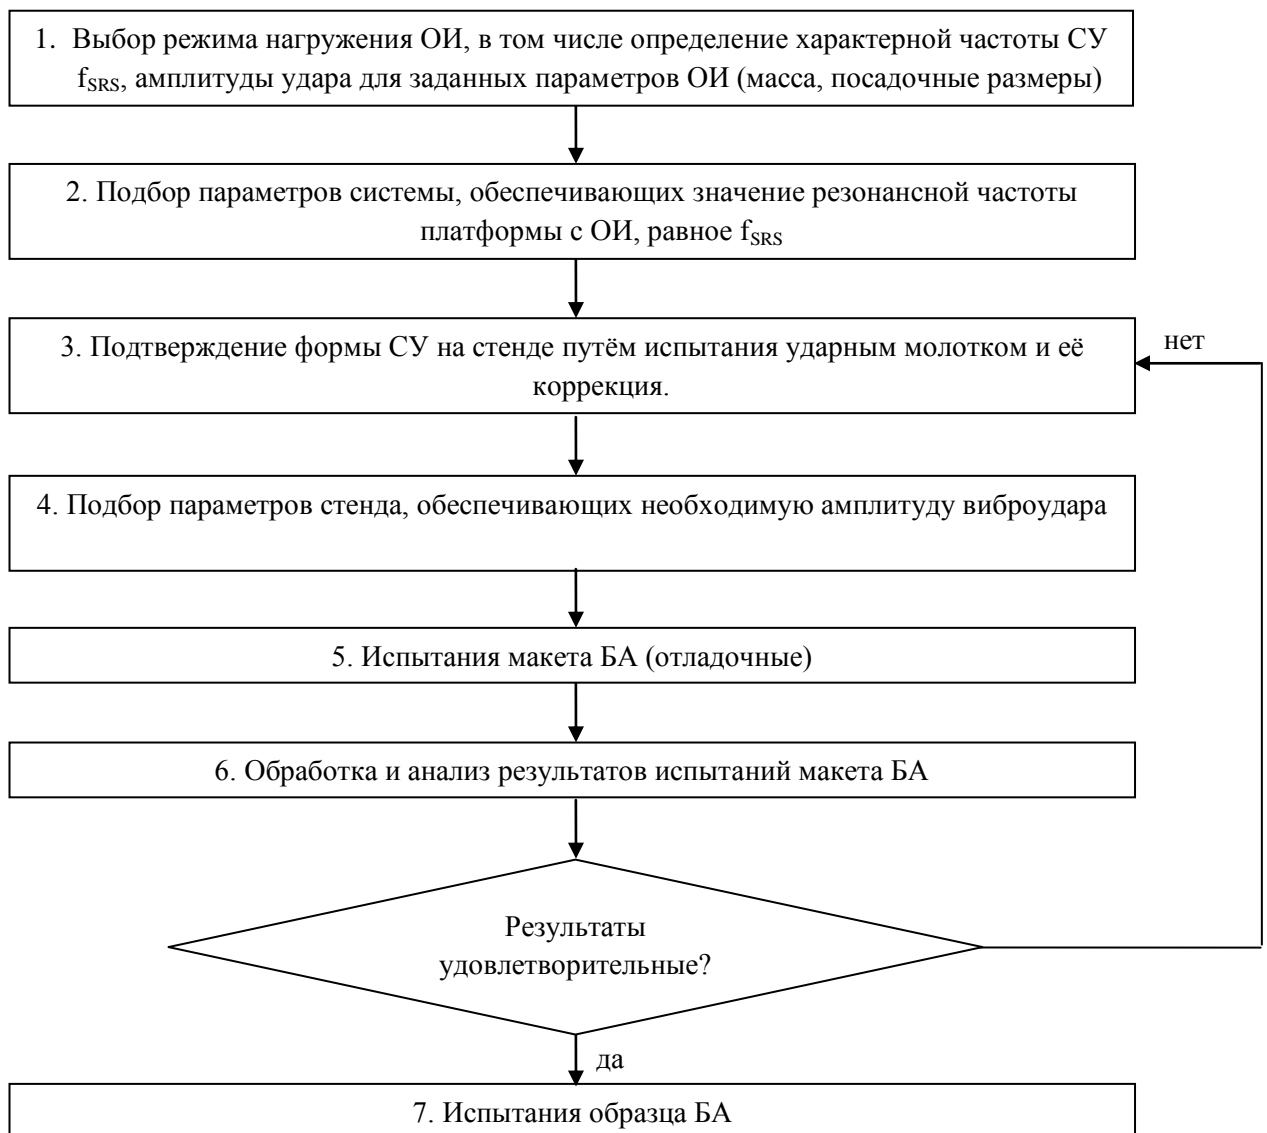 1. Выбор режима нагружения ОИ, в том числе определение характерной частоты СУ
fSRS, амплитуды удара для заданных параметров ОИ (масса, посадочные размеры)
2. Подбор параметров системы, обеспечивающих значение резонансной частоты
платформы с ОИ, равное fSRS
3. Подтверждение формы СУ на стенде путём испытания ударным молотком и её
коррекция.
нет
4. Подбор параметров стенда, обеспечивающих необходимую амплитуду виброудара
5. Испытания макета БА (отладочные)
6. Обработка и анализ результатов испытаний макета БА
Результаты
удовлетворительные?
да
7. Испытания образца БА